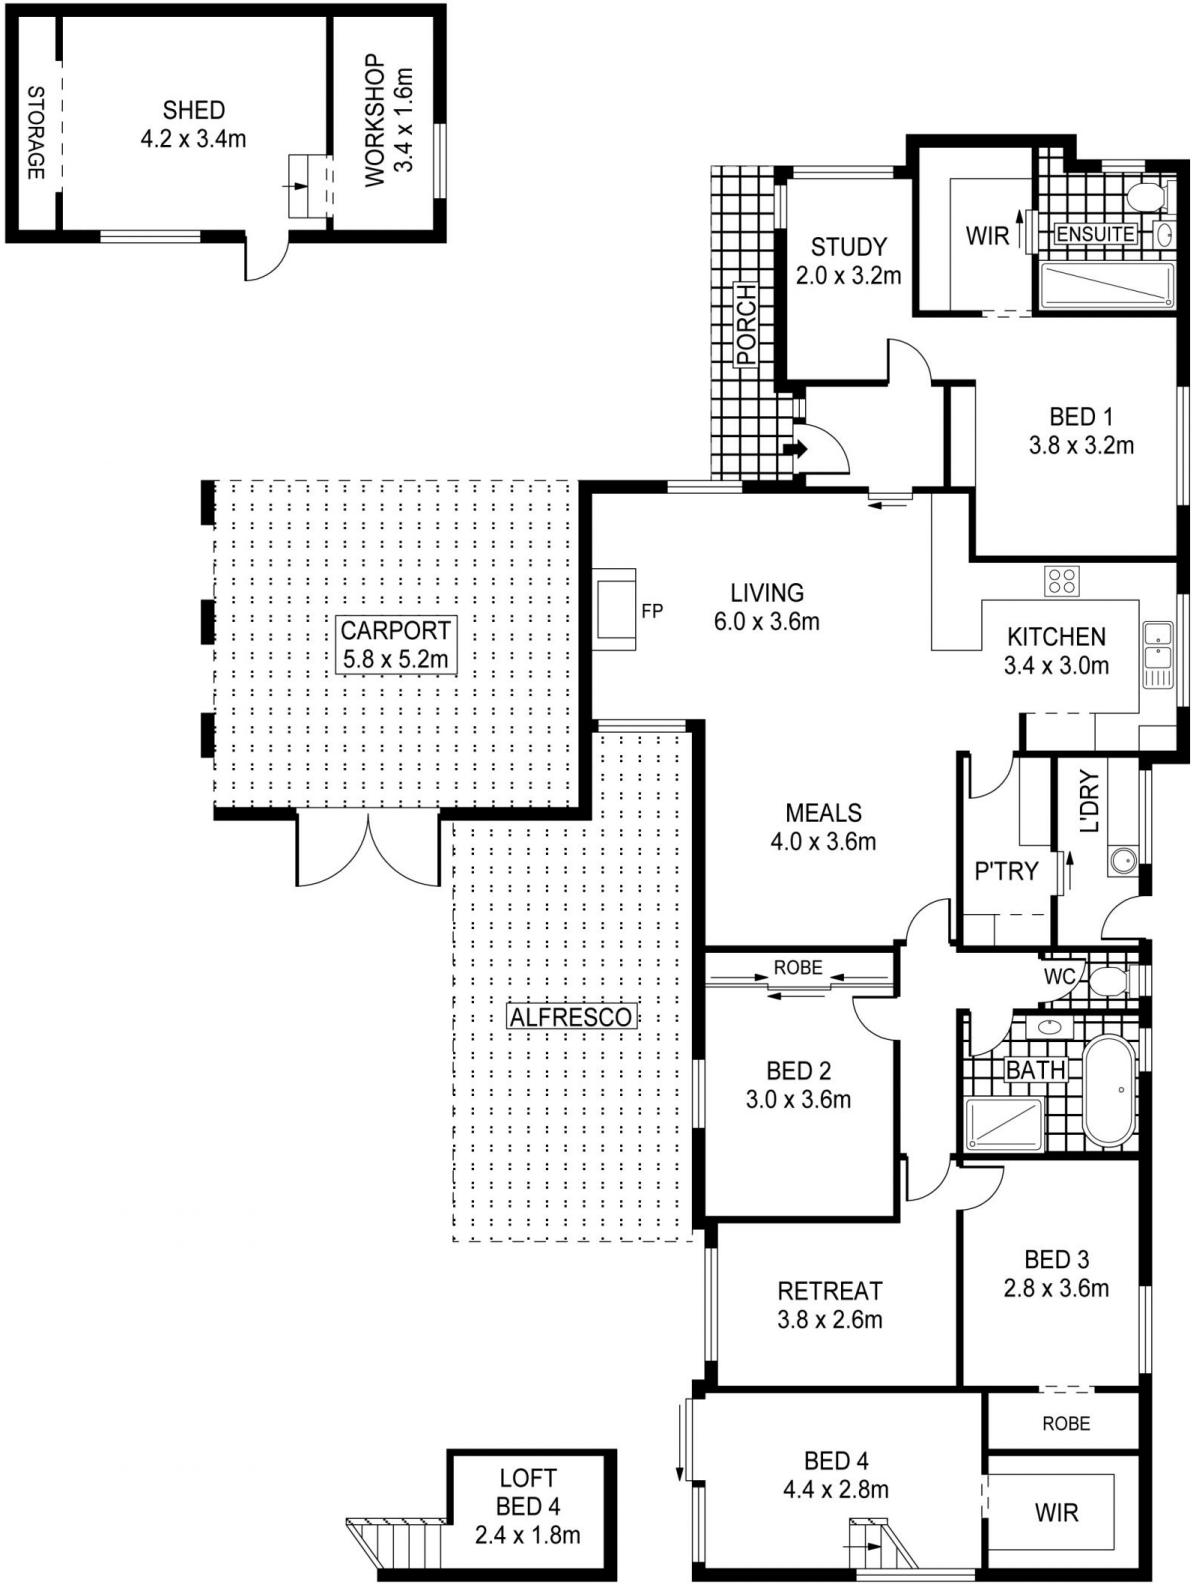 STORAGE
SHED
4.2 x 3.4m
WORKSHOP
3.4 x 1.6m
STUDY
2.0 x 3.2m
WIR
ENSUITE
PORCH
BED 1
3.8 x 3.2m
LIVING
6.0 x 3.6m
FP
CARPORT
5.8 x 5.2m
KITCHEN
3.4 x 3.0m
MEALS
4.0 x 3.6m
P'TRY
L'DRY
ROBE
WC
ALFRESCO
BED 2
3.0 x 3.6m
BATH
RETREAT
3.8 x 2.6m
BED 3
2.8 x 3.6m
ROBE
BED 4
4.4 x 2.8m
WIR
LOFT
BED 4
2.4 x 1.8m